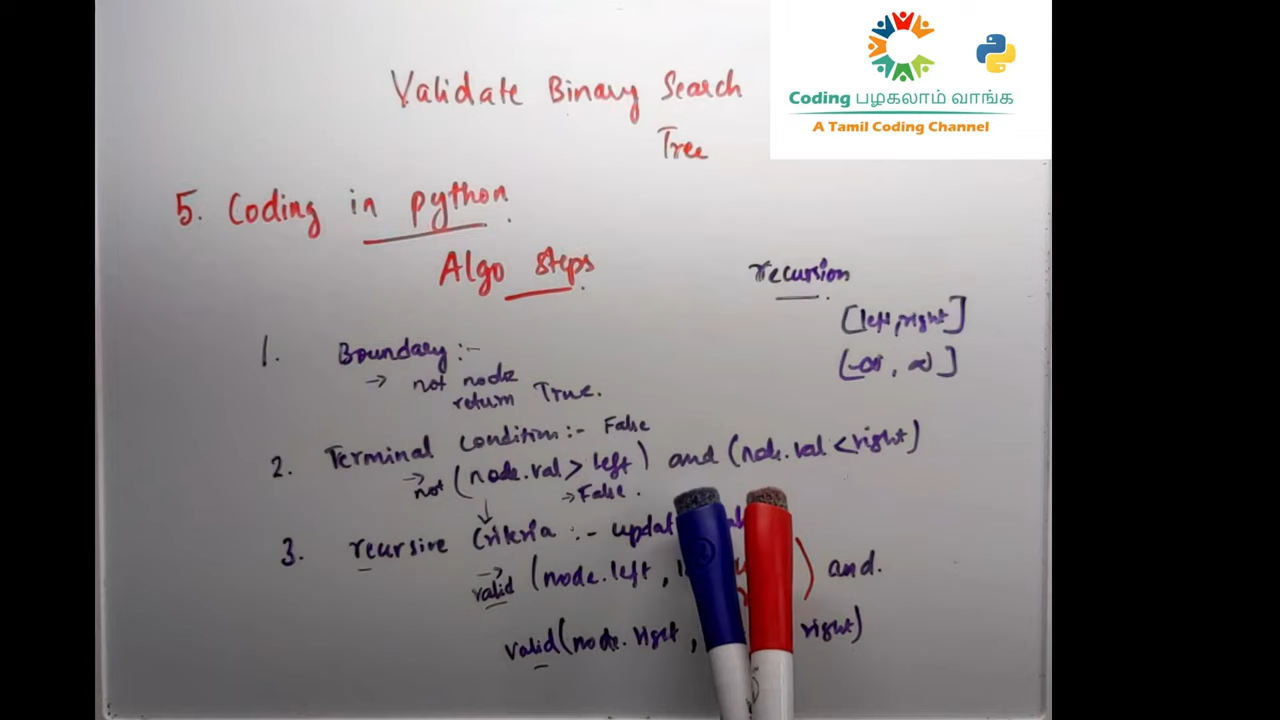 Validate Binary Search
Tree
Coding பழகலாம் வாங்க
A Tamil Coding Channel
5. Coding in python
Algo steps
recursion
[left, right]
(-∞, ∞]
1. Boundary :-
→ not node
return True.
2. Terminal condition :- False
→ not (node.val > left) and (node.val < right)
→ False.
3. recursive Criteria :-
→ valid (node.left, ) and.
valid (node.right, right)